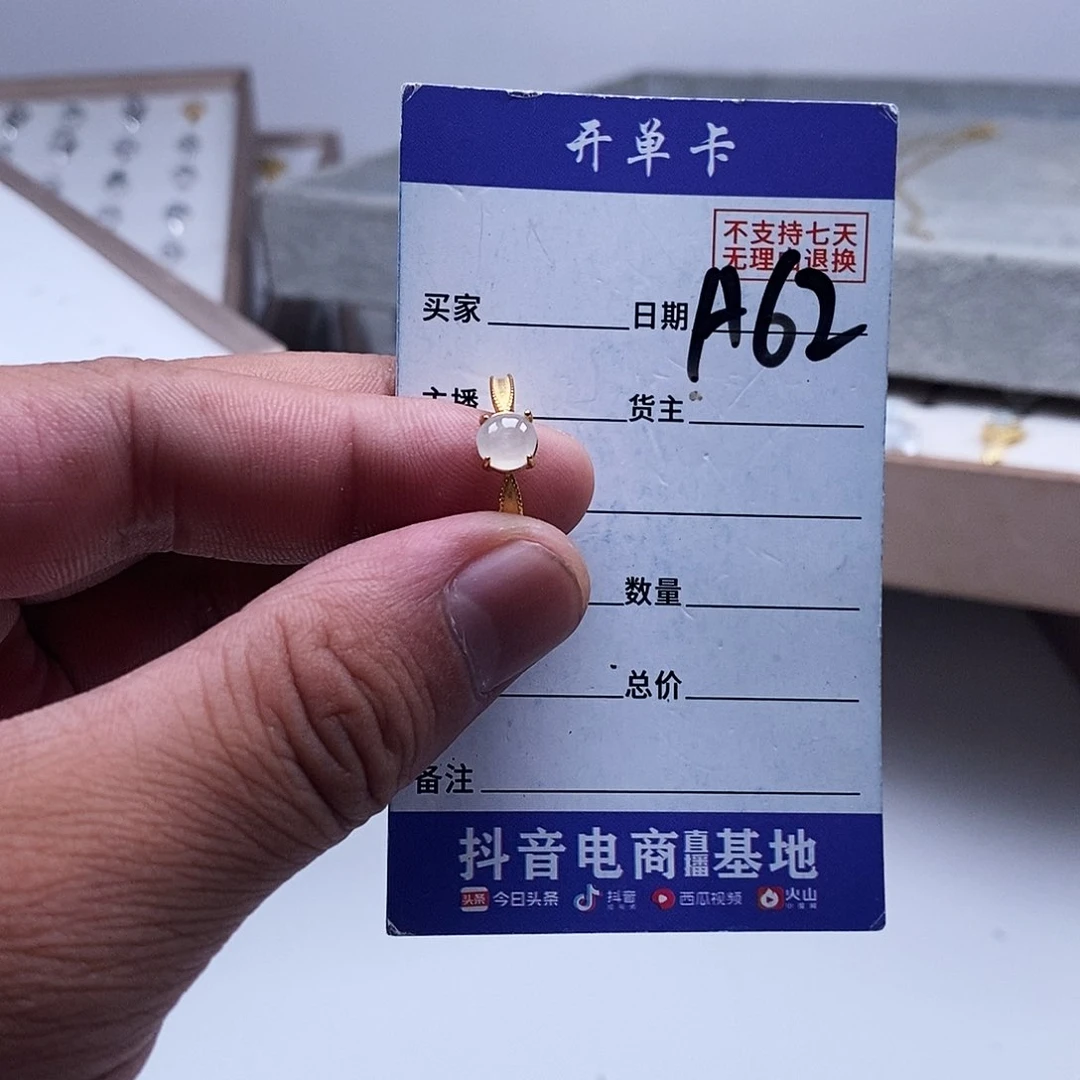 开单卡
不支持七天
无理由退换
买家 日期 A62
主播 货主
数量
总价
备注
抖音电商直播基地
今日头条 抖音 西瓜视频 火山